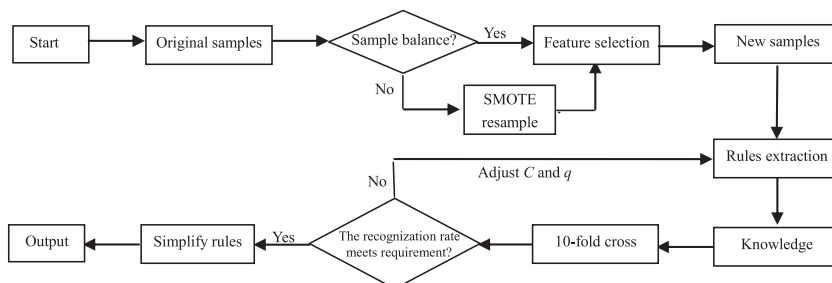 Start
Original samples
Sample balance?
Yes
Feature selection
New samples
No
SMOTE
resample
Rules extraction
Adjust C and q
No
Output
Simplify rules
Yes
The recognization rate
meets requirement?
10-fold cross
Knowledge